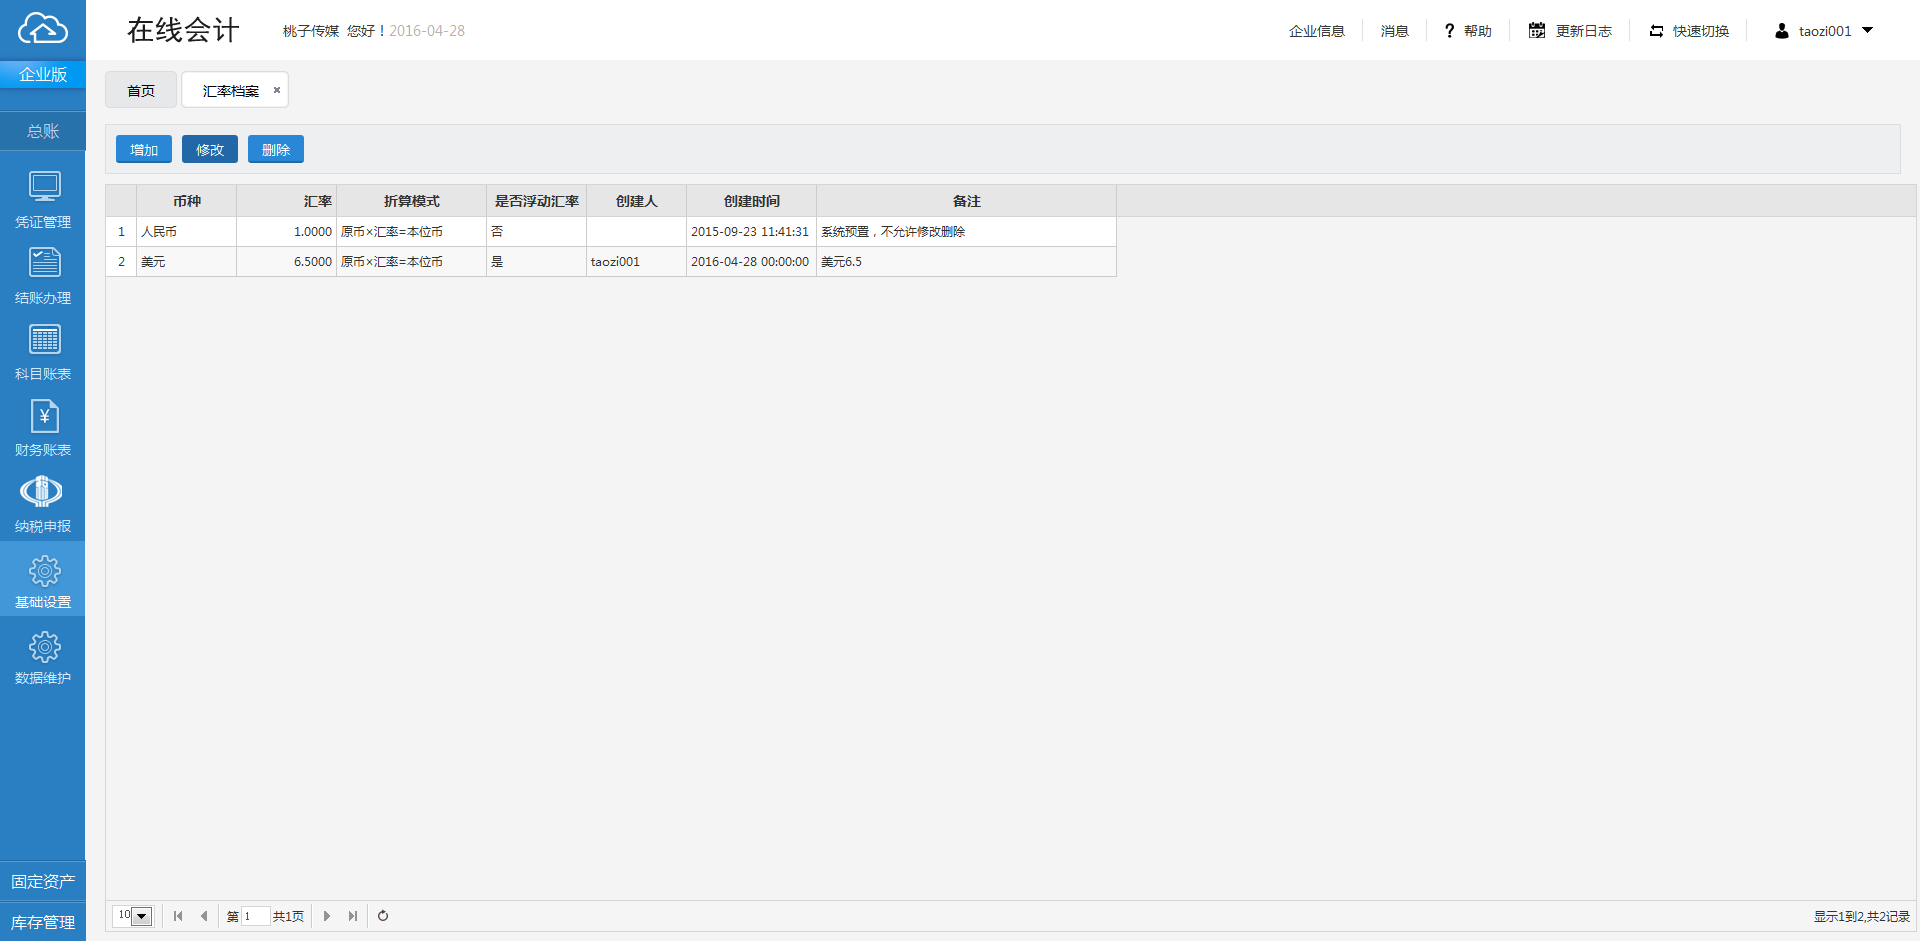 在线会计 桃子传媒 您好！2016-04-28 企业信息 消息 ? 帮助 更新日志 快速切换 taozi001
企业版
首页 汇率档案 ×
总账
增加 修改 删除
币种 汇率 折算模式 是否浮动汇率 创建人 创建时间 备注
1 人民币 1.0000 原币×汇率=本位币 否 2015-09-23 11:41:31 系统预置，不允许修改删除
2 美元 6.5000 原币×汇率=本位币 是 taozi001 2016-04-28 00:00:00 美元6.5
凭证管理
结账办理
科目账表
¥
财务账表
纳税申报
基础设置
数据维护
固定资产
库存管理
10 第 1 共1页 显示1到2,共2记录